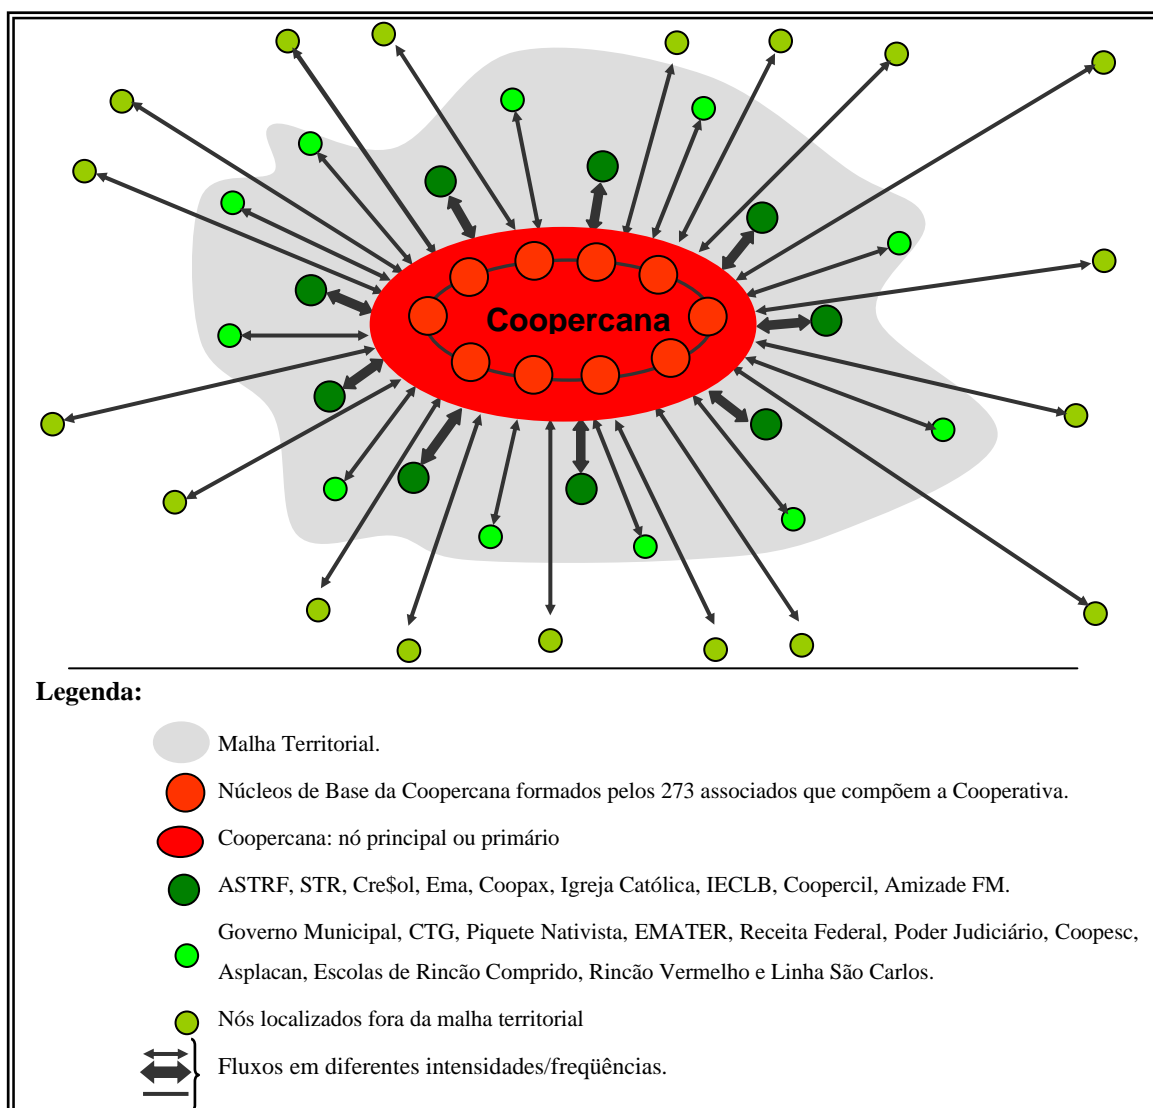 Coopercana
Legenda:
Malha Territorial.
Núcleos de Base da Coopercana formados pelos 273 associados que compõem a Cooperativa.
Coopercana: nó principal ou primário
ASTRF, STR, Cre$ol, Ema, Coopax, Igreja Católica, IECLB, Coopercil, Amizade FM.
Governo Municipal, CTG, Piquete Nativista, EMATER, Receita Federal, Poder Judiciário, Coopesc,
Asplacan, Escolas de Rincão Comprido, Rincão Vermelho e Linha São Carlos.
Nós localizados fora da malha territorial
Fluxos em diferentes intensidades/freqüências.